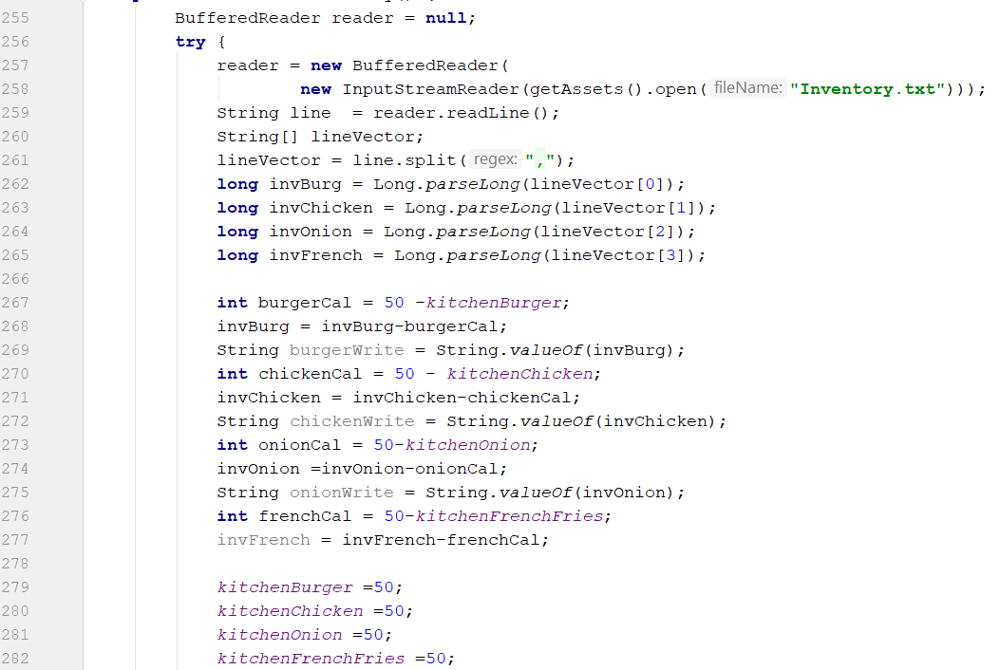 255 BufferedReader reader = null;
256 try {
257 reader = new BufferedReader(
258 new InputStreamReader(getAssets().open( fileName: "Inventory.txt")));
259 String line  = reader.readLine();
260 String[] lineVector;
261 lineVector = line.split( regex: ",");
262 long invBurg = Long.parseLong(lineVector[0]);
263 long invChicken = Long.parseLong(lineVector[1]);
264 long invOnion = Long.parseLong(lineVector[2]);
265 long invFrench = Long.parseLong(lineVector[3]);
266
267 int burgerCal = 50 -kitchenBurger;
268 invBurg = invBurg-burgerCal;
269 String burgerWrite = String.valueOf(invBurg);
270 int chickenCal = 50 - kitchenChicken;
271 invChicken = invChicken-chickenCal;
272 String chickenWrite = String.valueOf(invChicken);
273 int onionCal = 50-kitchenOnion;
274 invOnion =invOnion-onionCal;
275 String onionWrite = String.valueOf(invOnion);
276 int frenchCal = 50-kitchenFrenchFries;
277 invFrench = invFrench-frenchCal;
278
279 kitchenBurger =50;
280 kitchenChicken =50;
281 kitchenOnion =50;
282 kitchenFrenchFries =50;